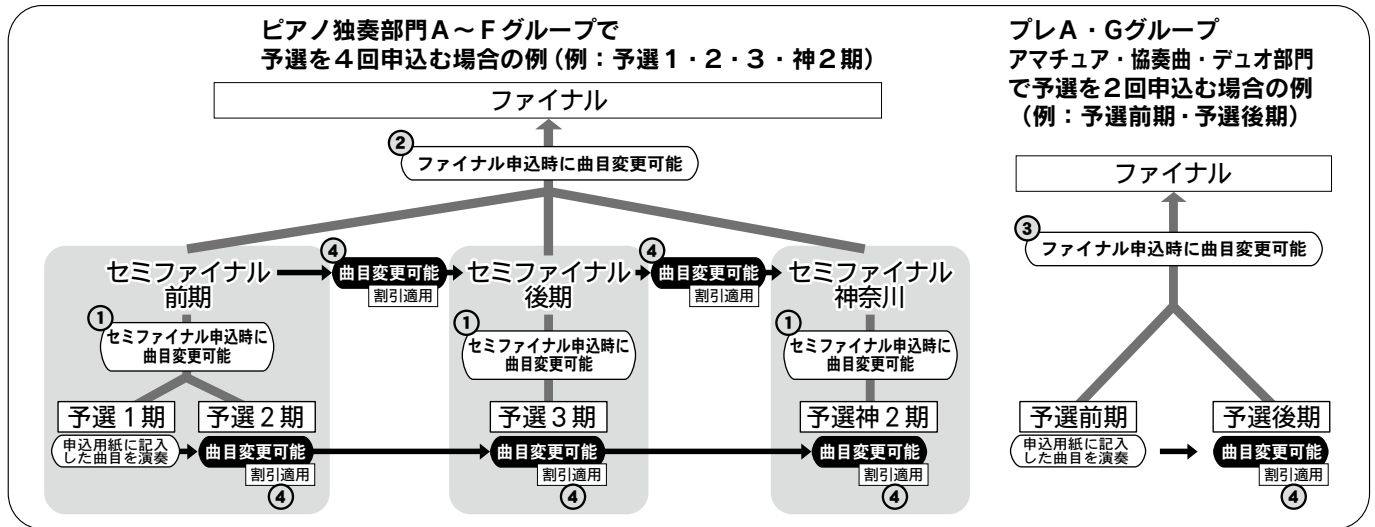 ピアノ独奏部門A～Fグループで
予選を4回申込む場合の例(例：予選1・2・3・神2期)
ファイナル
②
ファイナル申込時に曲目変更可能
セミファイナル
前期
④
曲目変更可能
割引適用
セミファイナル
後期
④
曲目変更可能
割引適用
セミファイナル
神奈川
①
セミファイナル申込時に
曲目変更可能
①
セミファイナル申込時に
曲目変更可能
①
セミファイナル申込時に
曲目変更可能
予選1期
申込用紙に記入
した曲目を演奏
予選2期
曲目変更可能
割引適用
④
予選3期
曲目変更可能
割引適用
④
予選神2期
曲目変更可能
割引適用
④
プレA・Gグループ
アマチュア・協奏曲・デュオ部門
で予選を2回申込む場合の例
(例：予選前期・予選後期)
ファイナル
③
ファイナル申込時に曲目変更可能
予選前期
申込用紙に記入
した曲目を演奏
予選後期
曲目変更可能
割引適用
④